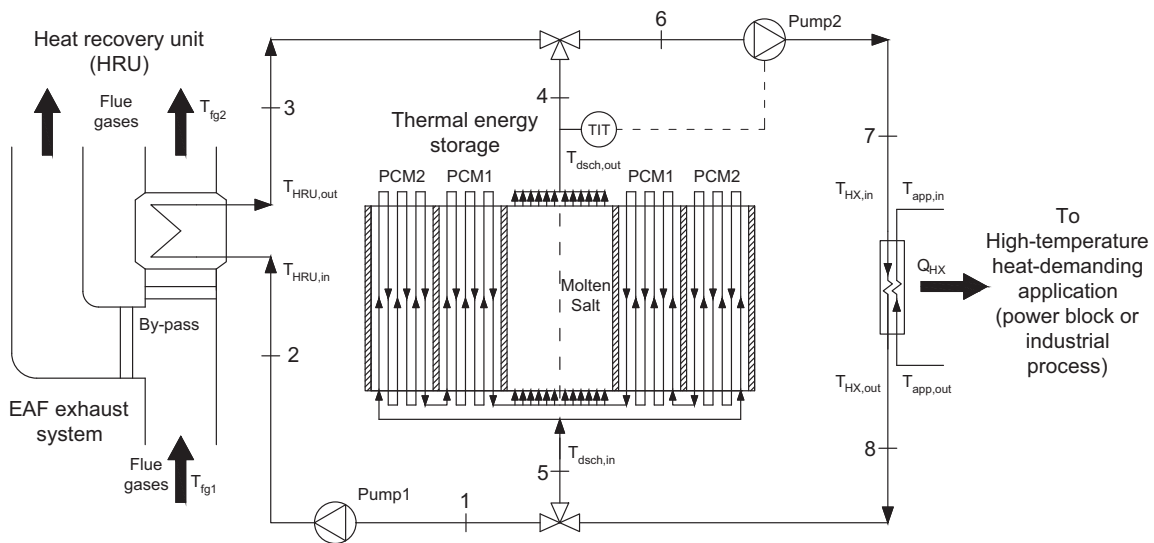 Heat recovery unit
(HRU)
Flue
gases
T_fg2
3
T_HRU,out
T_HRU,in
By-pass
2
EAF exhaust
system
Flue
gases
T_fg1
Pump1
1
6
Pump2
4
TIT
Thermal energy
storage
T_dsch,out
PCM2
PCM1
PCM1
PCM2
Molten
Salt
T_dsch,in
5
7
T_HX,in
T_app,in
Q_HX
T_HX,out
T_app,out
8
To
High-temperature
heat-demanding
application
(power block or
industrial
process)